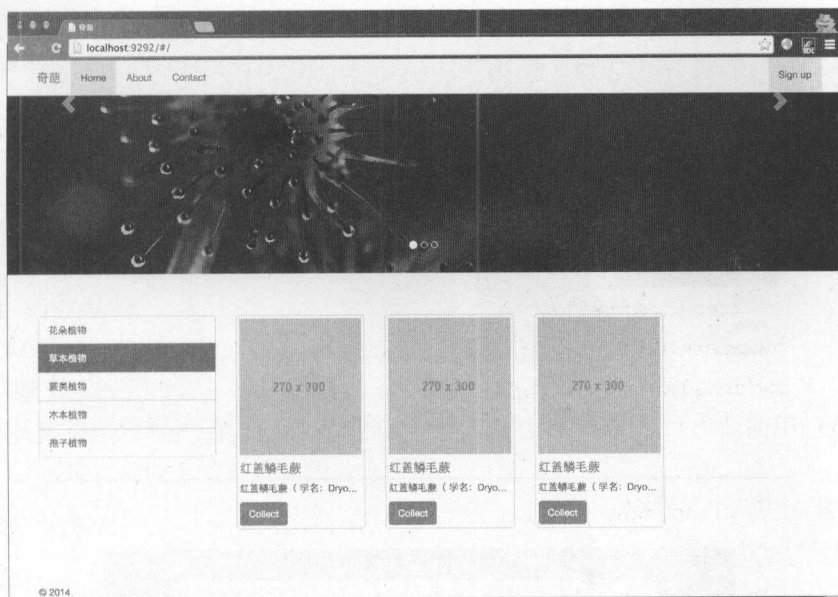 奇葩
localhost:9292/#/
奇葩 Home About Contact Sign up
花朵植物
草本植物
蕨类植物
木本植物
孢子植物
270 x 300
270 x 300
270 x 300
红盖鳞毛蕨
红盖鳞毛蕨
红盖鳞毛蕨
红盖鳞毛蕨（学名：Dryo...
红盖鳞毛蕨（学名：Dryo...
红盖鳞毛蕨（学名：Dryo...
Collect
Collect
Collect
© 2014